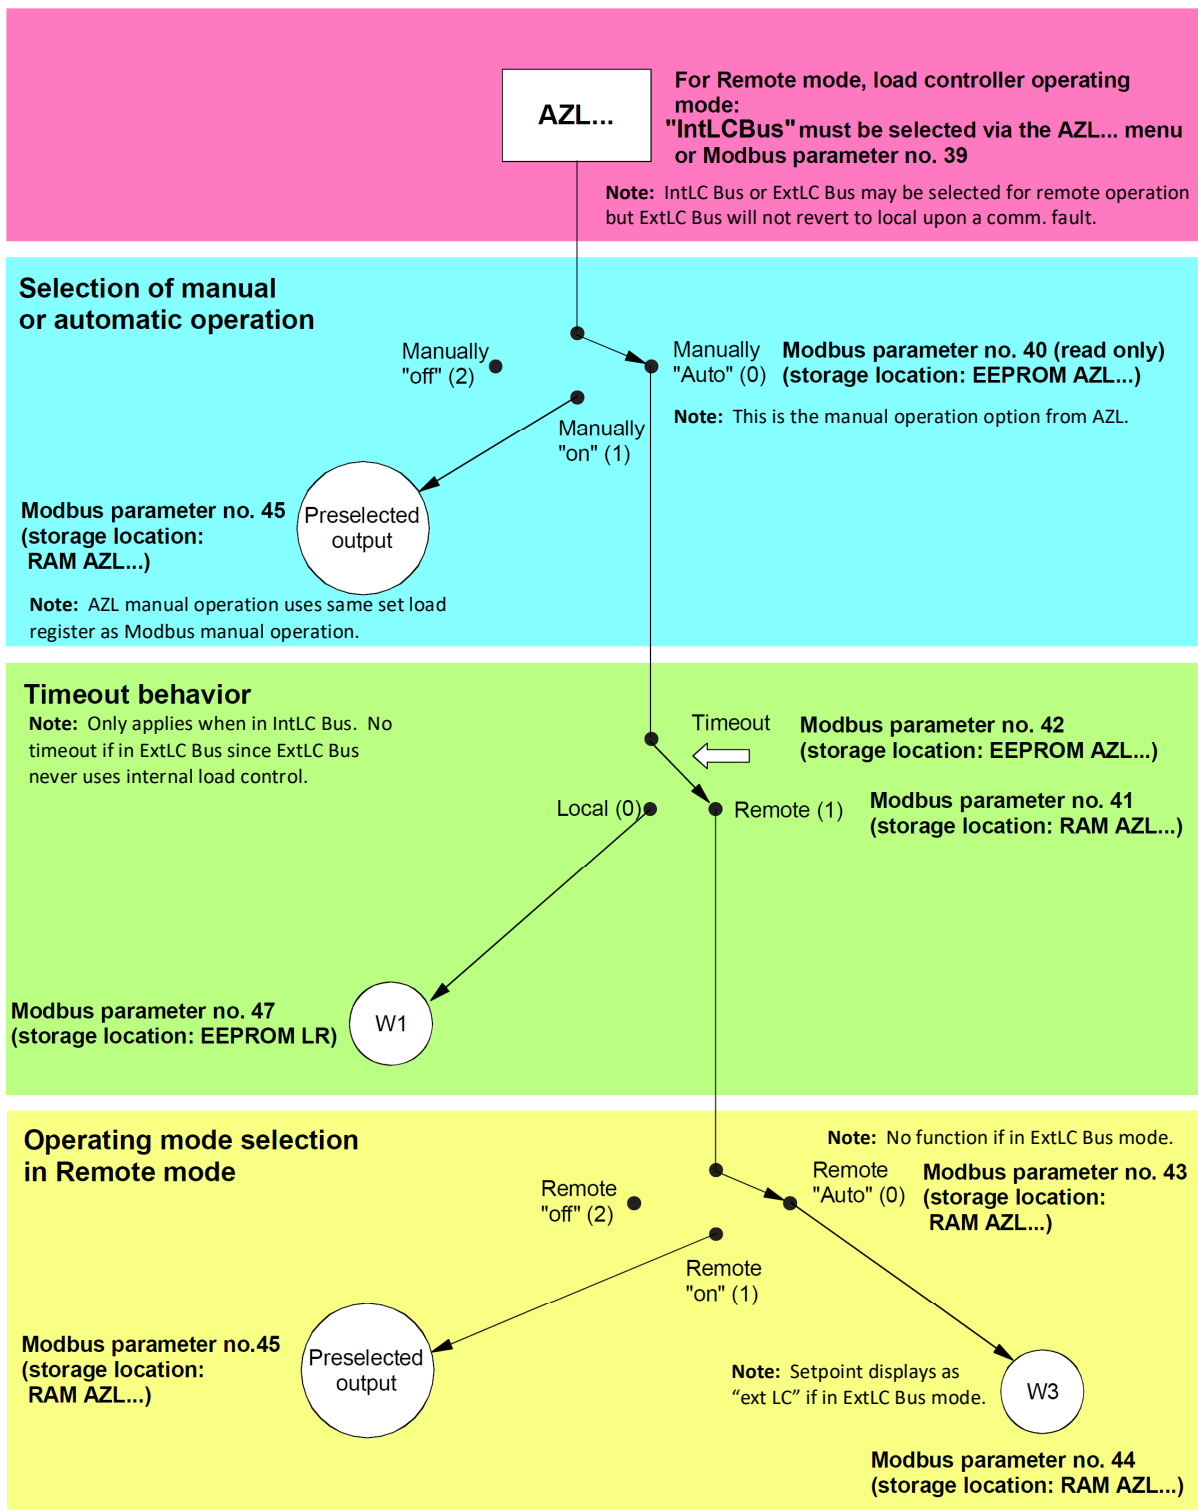 AZL...
For Remote mode, load controller operating
mode:
"IntLCBus" must be selected via the AZL... menu
or Modbus parameter no. 39
Note: IntLC Bus or ExtLC Bus may be selected for remote operation
but ExtLC Bus will not revert to local upon a comm. fault.
Selection of manual
or automatic operation
Manually
"off" (2)
Manually
"Auto" (0)
Modbus parameter no. 40 (read only)
(storage location: EEPROM AZL...)
Note: This is the manual operation option from AZL.
Manually
"on" (1)
Modbus parameter no. 45
(storage location:
RAM AZL...)
Preselected
output
Note: AZL manual operation uses same set load
register as Modbus manual operation.
Timeout behavior
Note: Only applies when in IntLC Bus. No
timeout if in ExtLC Bus since ExtLC Bus
never uses internal load control.
Timeout
Modbus parameter no. 42
(storage location: EEPROM AZL...)
Local (0)
Remote (1)
Modbus parameter no. 41
(storage location: RAM AZL...)
Modbus parameter no. 47
(storage location: EEPROM LR)
W1
Operating mode selection
in Remote mode
Note: No function if in ExtLC Bus mode.
Remote
"off" (2)
Remote
"Auto" (0)
Modbus parameter no. 43
(storage location:
RAM AZL...)
Remote
"on" (1)
Modbus parameter no.45
(storage location:
RAM AZL...)
Preselected
output
Note: Setpoint displays as
“ext LC” if in ExtLC Bus mode.
W3
Modbus parameter no. 44
(storage location: RAM AZL...)